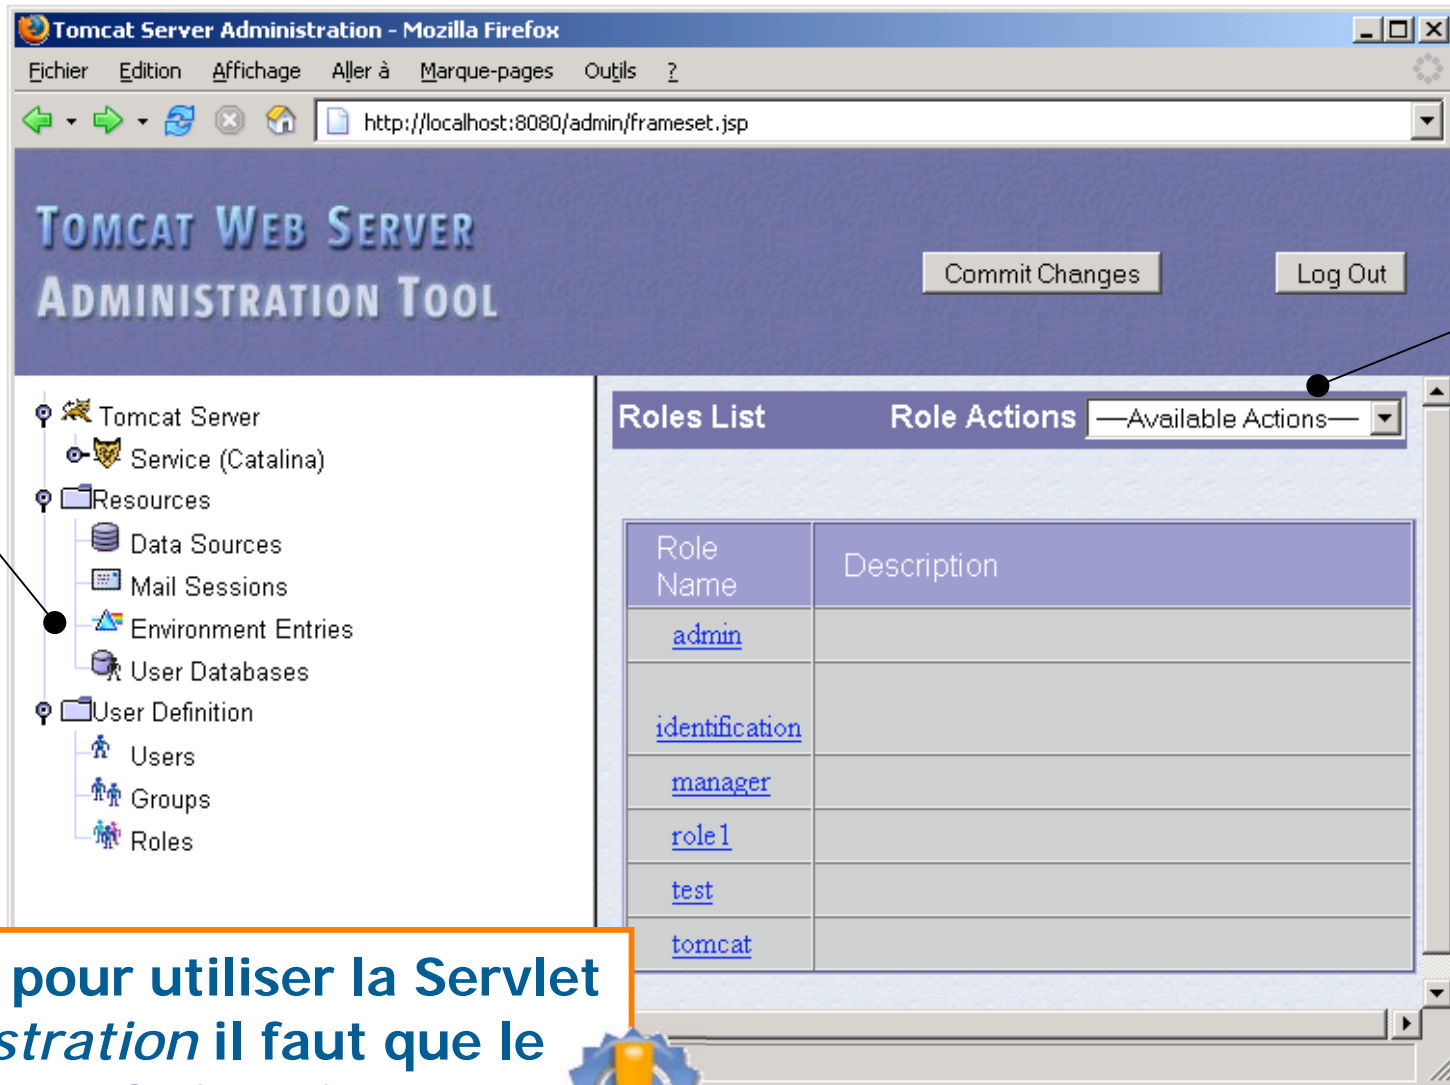 Tomcat Server Administration - Mozilla Firefox
Fichier Edition Affichage Aller à Marque-pages Outils ?
http://localhost:8080/admin/frameset.jsp
TOMCAT WEB SERVER
ADMINISTRATION TOOL
Commit Changes
Log Out
Tomcat Server
Service (Catalina)
Resources
Data Sources
Mail Sessions
Environment Entries
User Databases
User Definition
Users
Groups
Roles
Roles List
Role Actions
—Available Actions—
Role
Name
Description
admin
identification
manager
role1
test
tomcat
pour utiliser la Servlet
stration il faut que le